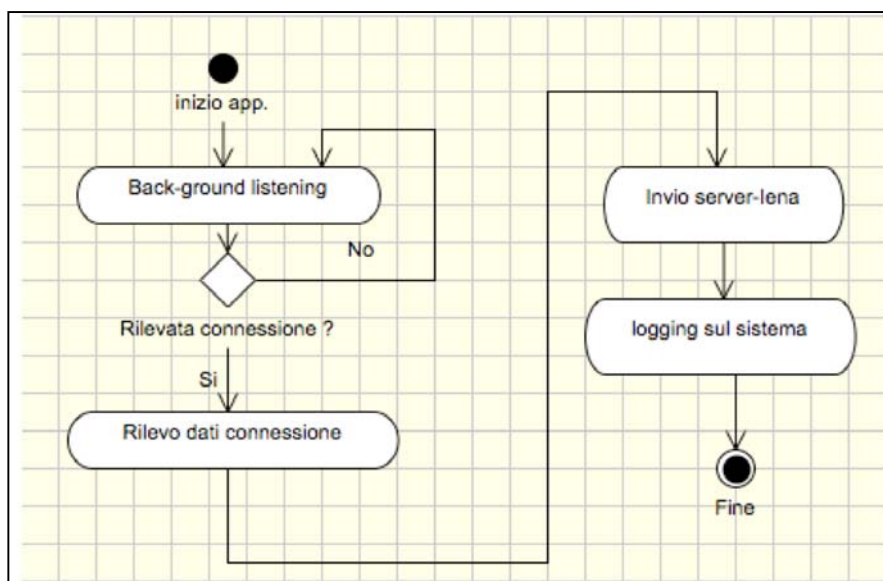 inizio app.
Back-ground listening
No
Rilevata connessione ?
Si
Rilevo dati connessione
Invio server-lena
logging sul sistema
Fine